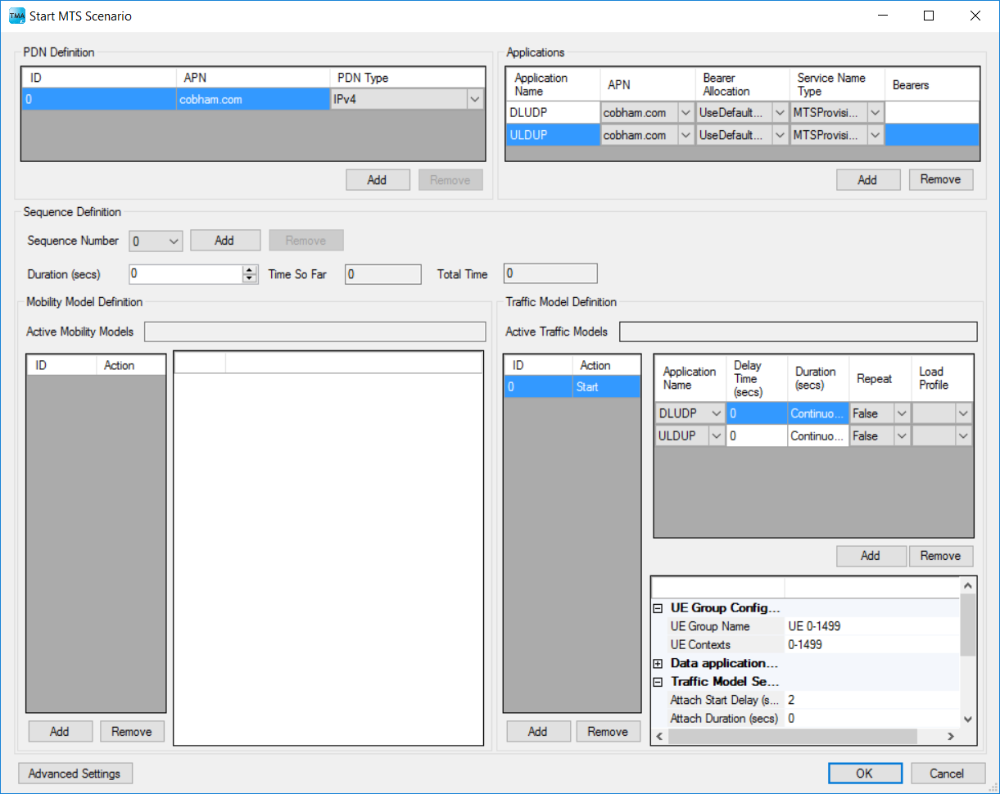 TMA Start MTS Scenario
PDN Definition
ID APN PDN Type
0 cobham.com IPv4
Add Remove
Applications
Application Name APN Bearer Allocation Service Name Type Bearers
DLUDP cobham.com UseDefault... MTSProvisi...
ULDUP cobham.com UseDefault... MTSProvisi...
Add Remove
Sequence Definition
Sequence Number 0 Add Remove
Duration (secs) 0 Time So Far 0 Total Time 0
Mobility Model Definition
Active Mobility Models
ID Action
Add Remove
Traffic Model Definition
Active Traffic Models
ID Action
0 Start
Add Remove
Application Name Delay Time (secs) Duration (secs) Repeat Load Profile
DLUDP 0 Continuo... False
ULDUP 0 Continuo... False
Add Remove
UE Group Config...
UE Group Name UE 0-1499
UE Contexts 0-1499
Data application...
Traffic Model Se...
Attach Start Delay (s... 2
Attach Duration (secs) 0
Advanced Settings OK Cancel